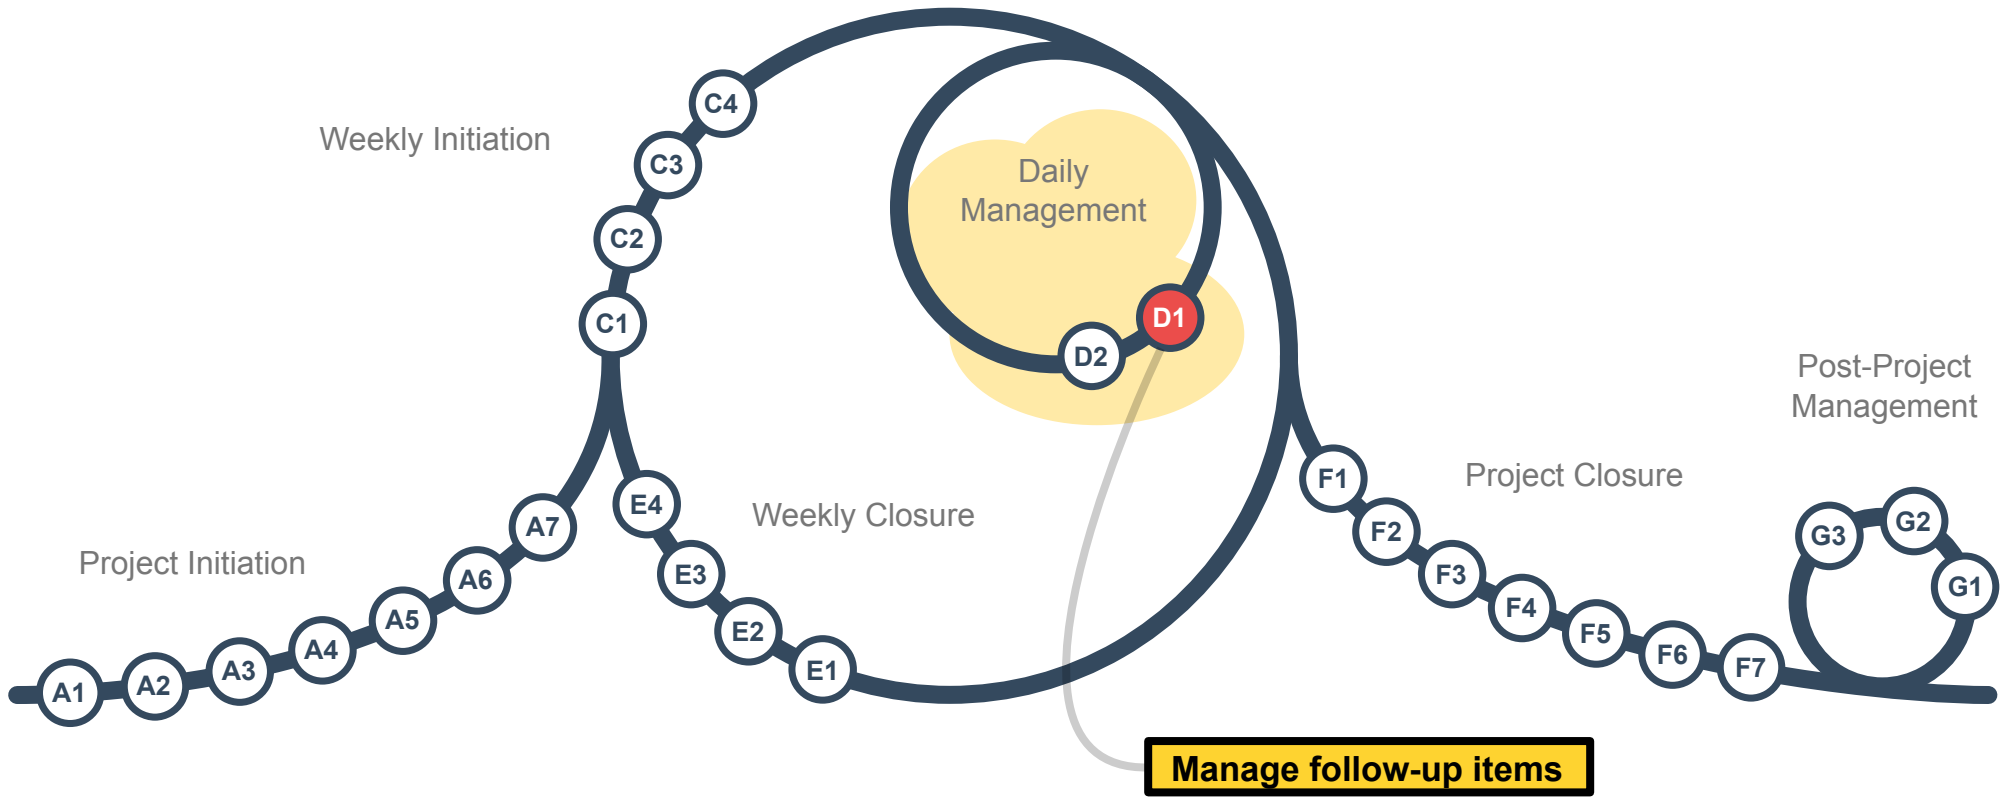 Project Initiation
A1
A2
A3
A4
A5
A6
A7
Weekly Initiation
C1
C2
C3
C4
Daily
Management
D1
D2
Weekly Closure
E1
E2
E3
E4
Project Closure
F1
F2
F3
F4
F5
F6
F7
Post-Project
Management
G1
G2
G3
Manage follow-up items